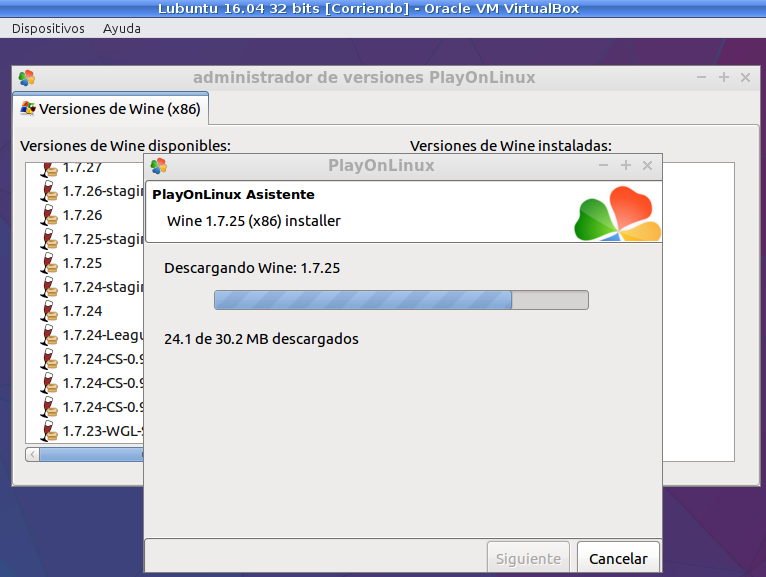 Lubuntu 16.04 32 bits [Corriendo] - Oracle VM VirtualBox
Dispositivos Ayuda
administrador de versiones PlayOnLinux
Versiones de Wine (x86)
Versiones de Wine disponibles: Versiones de Wine instaladas:
1.7.27
1.7.26-stagin
1.7.26
1.7.25-stagin
1.7.25
1.7.24-stagin
1.7.24
1.7.24-Leagu
1.7.24-CS-0.9
1.7.24-CS-0.9
1.7.24-CS-0.9
1.7.23-WGL-S
PlayOnLinux
PlayOnLinux Asistente
Wine 1.7.25 (x86) installer
Descargando Wine: 1.7.25
24.1 de 30.2 MB descargados
Siguiente Cancelar